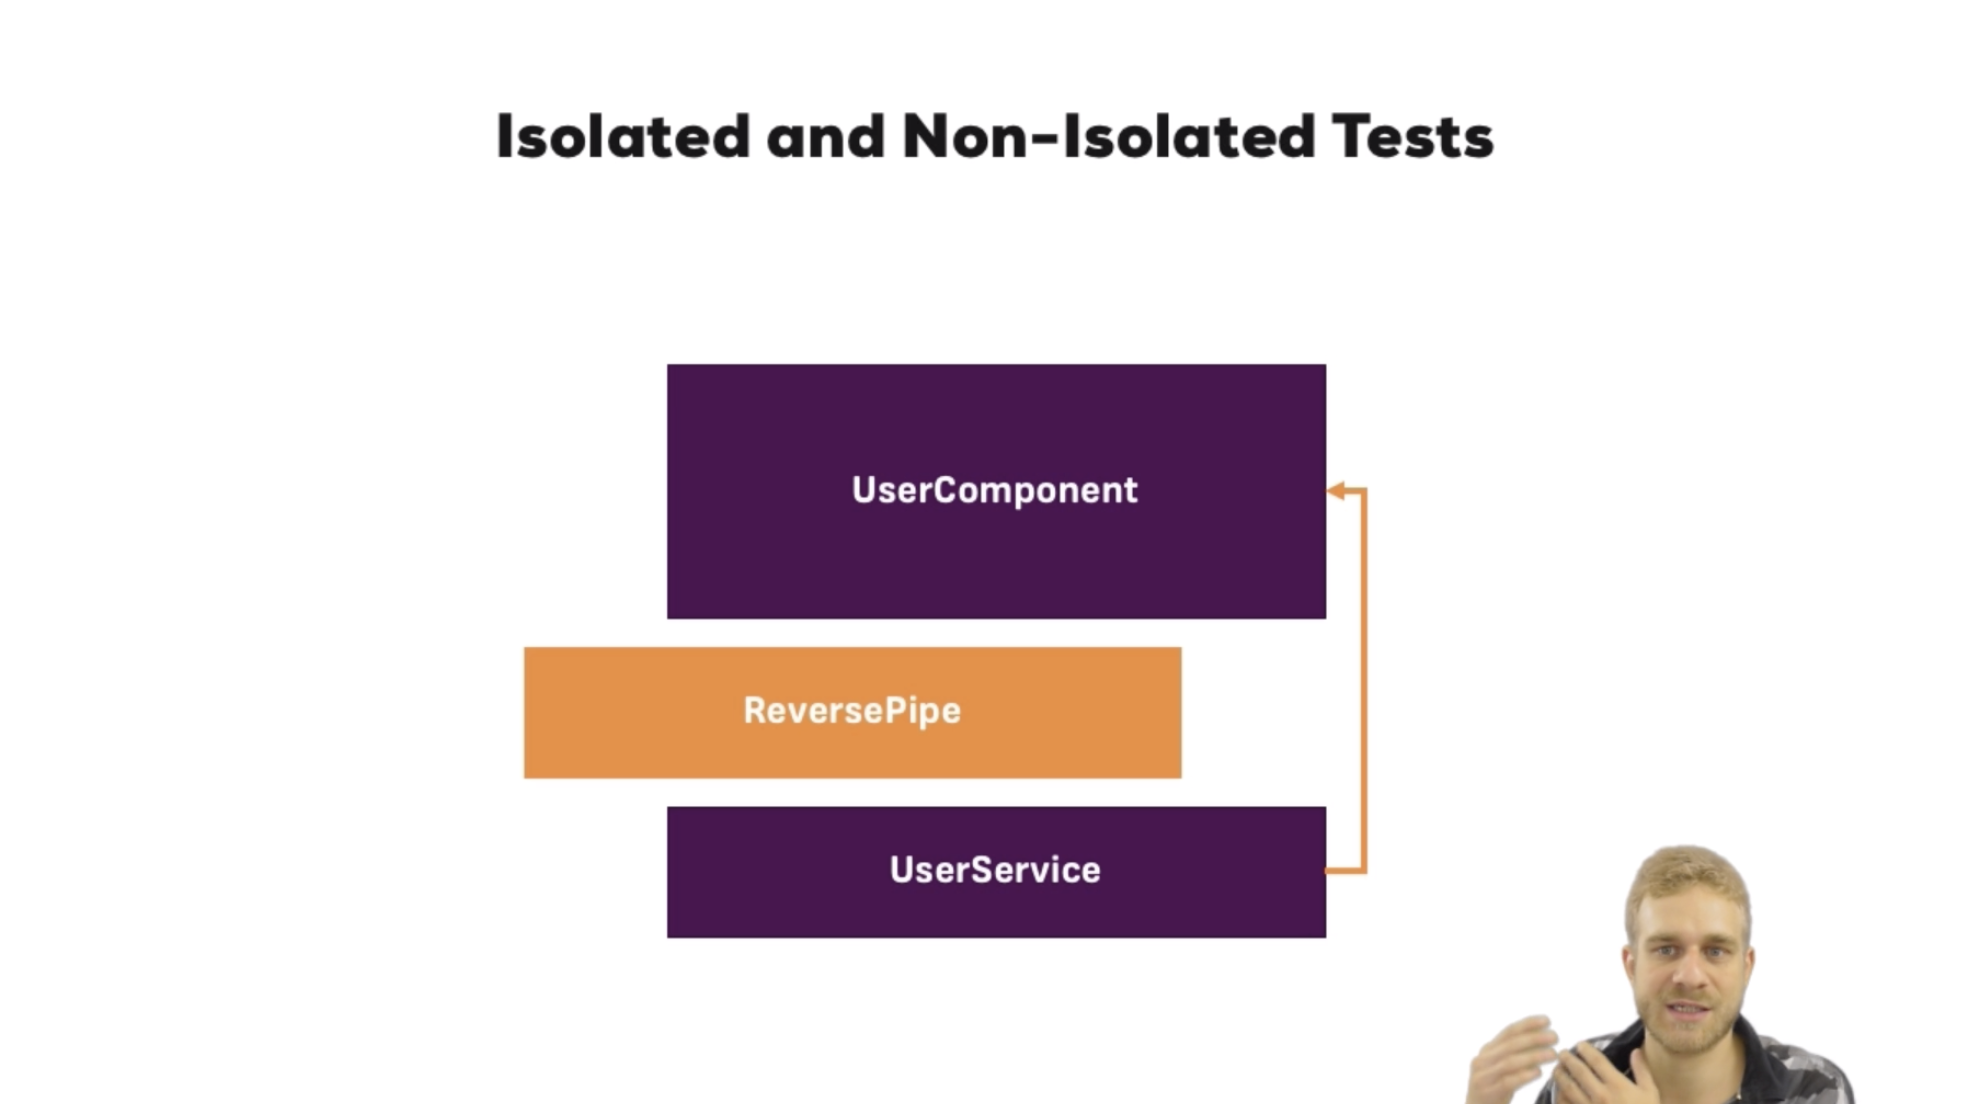 Isolated and Non-Isolated Tests
UserComponent
ReversePipe
UserService